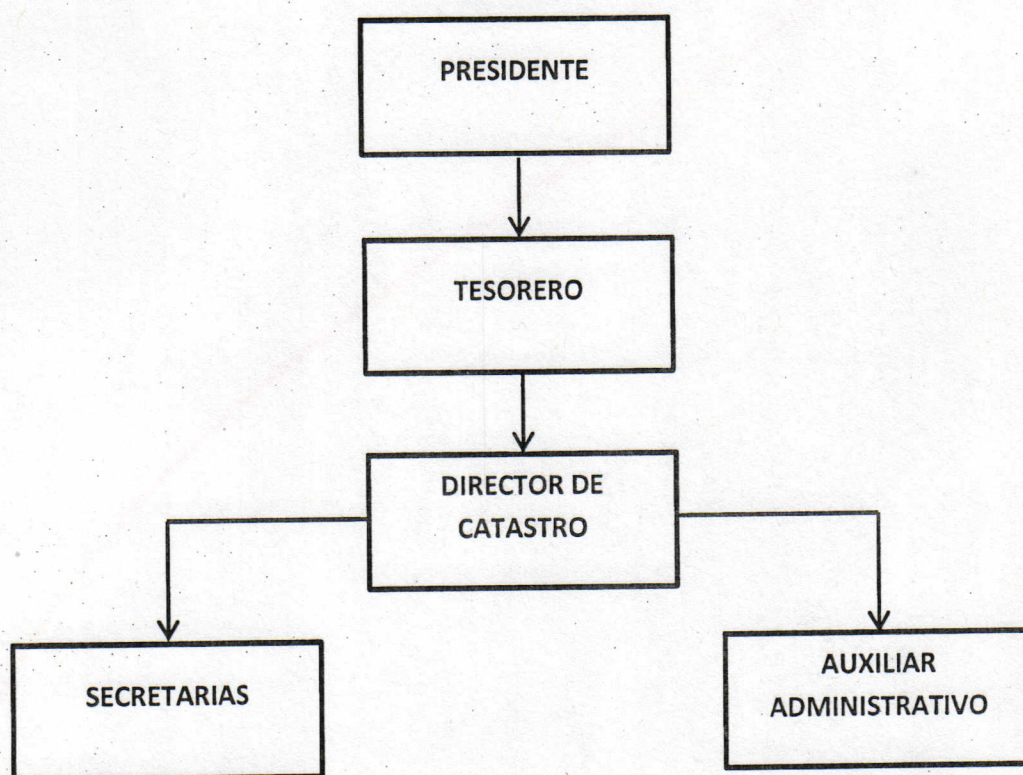 PRESIDENTE
TESORERO
DIRECTOR DE
CATASTRO
SECRETARIAS
AUXILIAR
ADMINISTRATIVO